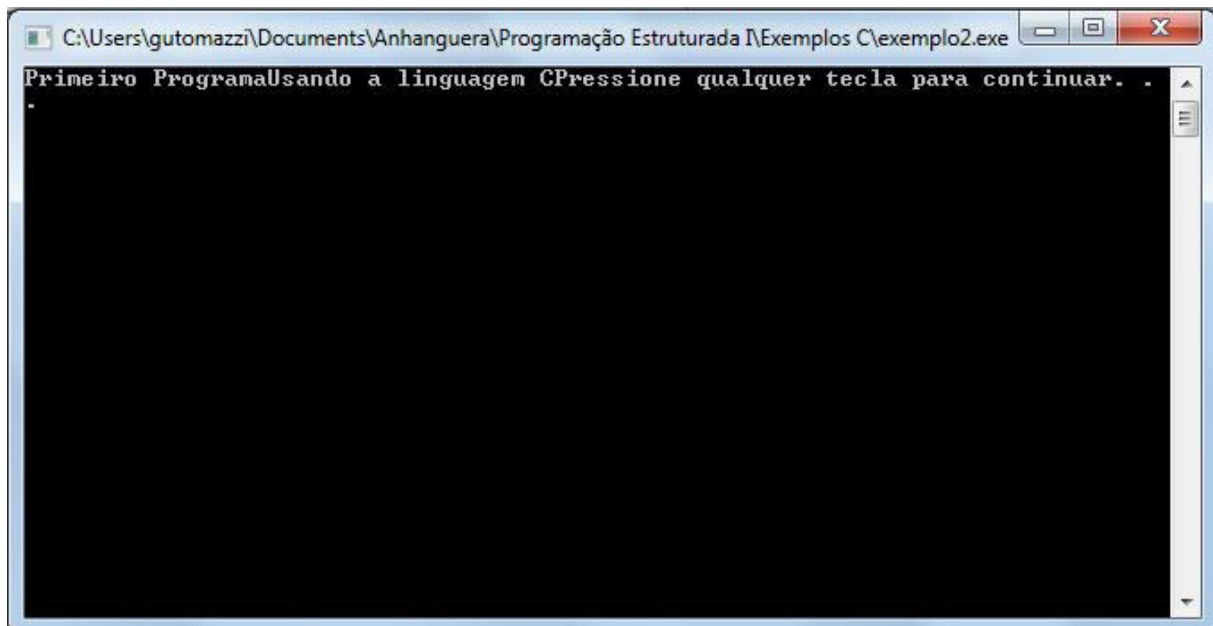 C:\Users\gutomazzi\Documents\Anhanguera\Programação Estruturada I\Exemplos C\exemplo2.exe
Primeiro ProgramaUsando a linguagem CPressione qualquer tecla para continuar. .
.